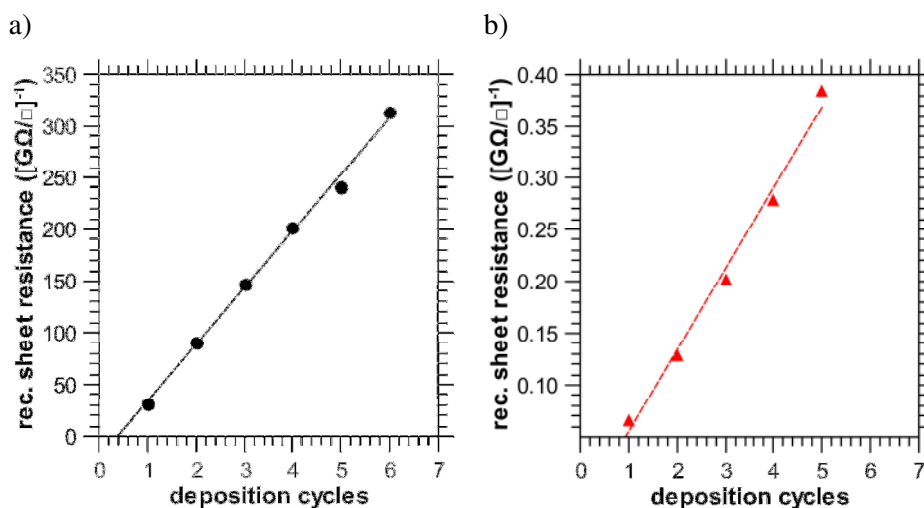 a)
b)
rec. sheet resistance ([GΩ/□]⁻¹)
350
300
250
200
150
100
50
0
0 1 2 3 4 5 6 7
deposition cycles
rec. sheet resistance ([GΩ/□]⁻¹)
0.40
0.35
0.30
0.25
0.20
0.15
0.10
0 1 2 3 4 5 6 7
deposition cycles